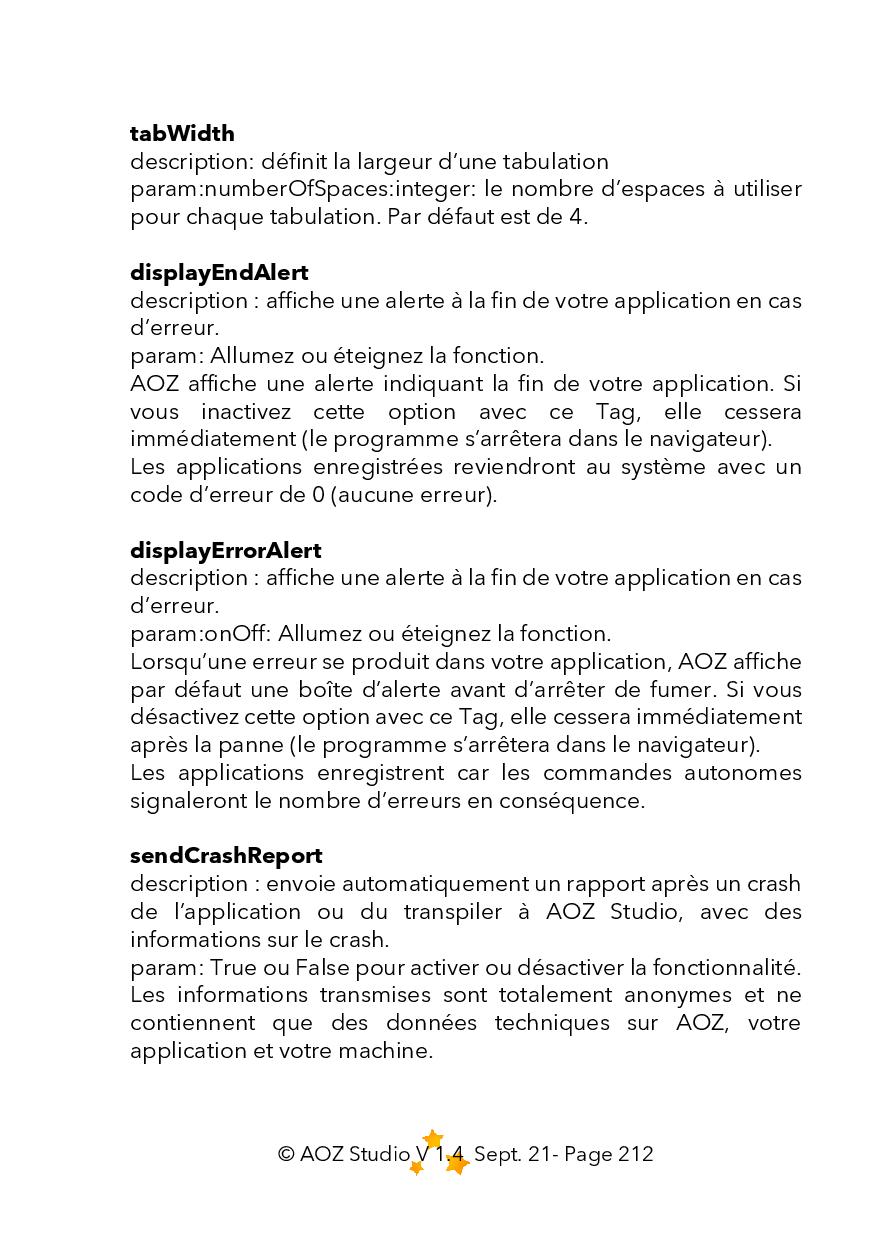 tabWidth
description: définit la largeur d’une tabulation
param:numberOfSpaces:integer: le nombre d’espaces à utiliser
pour chaque tabulation. Par défaut est de 4.
displayEndAlert
description : affiche une alerte à la fin de votre application en cas
d’erreur.
param: Allumez ou éteignez la fonction.
AOZ affiche une alerte indiquant la fin de votre application. Si
vous inactivez cette option avec ce Tag, elle cessera
immédiatement (le programme s’arrêtera dans le navigateur).
Les applications enregistrées reviendront au système avec un
code d’erreur de 0 (aucune erreur).
displayErrorAlert
description : affiche une alerte à la fin de votre application en cas
d’erreur.
param:onOff: Allumez ou éteignez la fonction.
Lorsqu’une erreur se produit dans votre application, AOZ affiche
par défaut une boîte d’alerte avant d’arrêter de fumer. Si vous
désactivez cette option avec ce Tag, elle cessera immédiatement
après la panne (le programme s’arrêtera dans le navigateur).
Les applications enregistrent car les commandes autonomes
signaleront le nombre d’erreurs en conséquence.
sendCrashReport
description : envoie automatiquement un rapport après un crash
de l’application ou du transpiler à AOZ Studio, avec des
informations sur le crash.
param: True ou False pour activer ou désactiver la fonctionnalité.
Les informations transmises sont totalement anonymes et ne
contiennent que des données techniques sur AOZ, votre
application et votre machine.
© AOZ Studio V 1.4 Sept. 21- Page 212